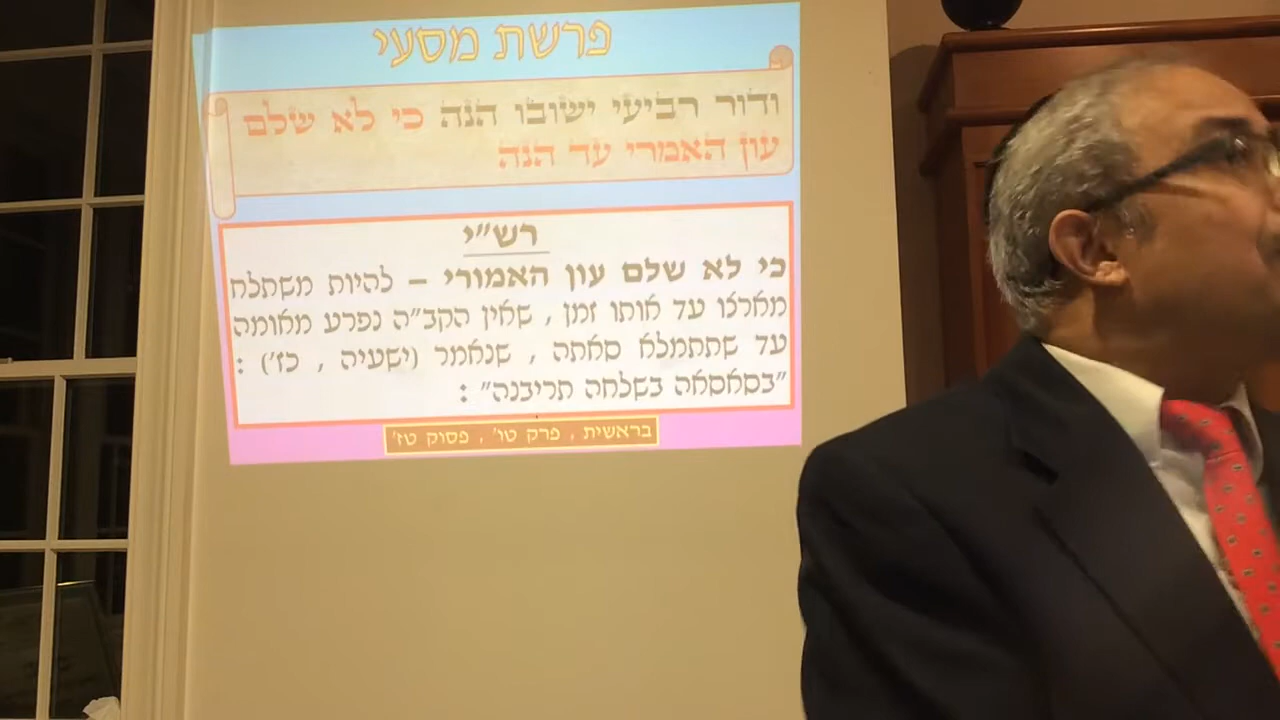 פרשת מסעי
ודור רביעי ישובו הנה כי לא שלם
עון האמרי עד הנה
רש"י
כי לא שלם עון האמורי – להיות משתלח
מארצו עד אותו זמן , שאין הקב"ה נפרע מאומה
עד שתתמלא סאתה , שנאמר (ישעיה , כז') :
"בסאסאה בשלחה תריבנה" :
בראשית , פרק טו' , פסוק טז'